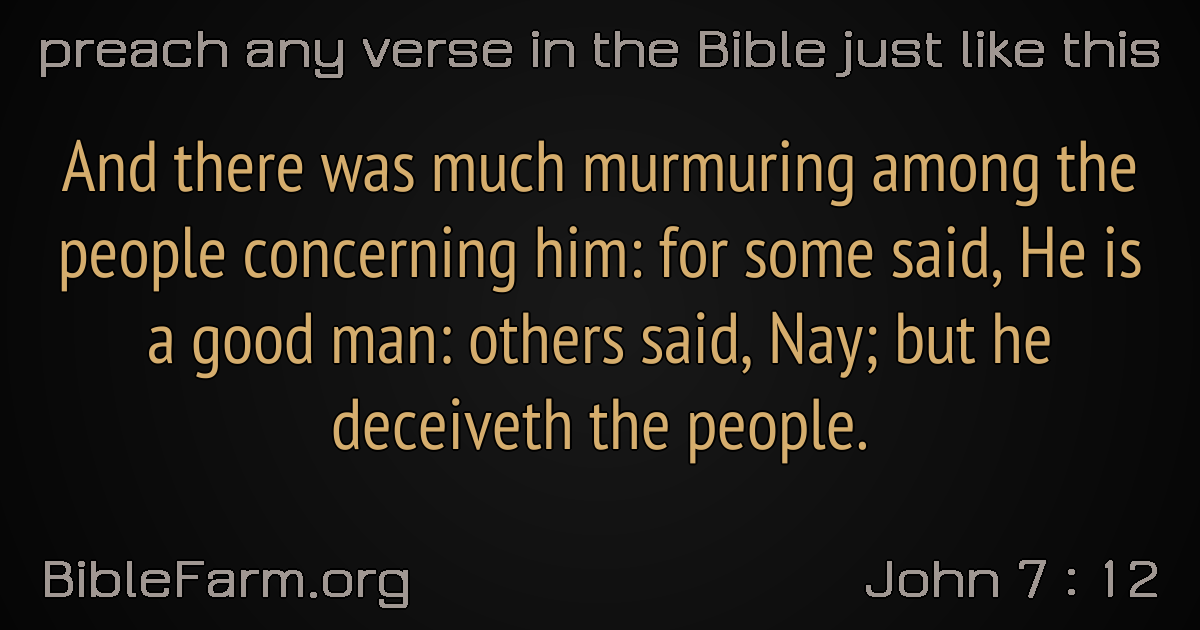 preach any verse in the Bible just like this
And there was much murmuring among the
people concerning him: for some said, He is
a good man: others said, Nay; but he
deceiveth the people.
BibleFarm.org
John 7 : 12